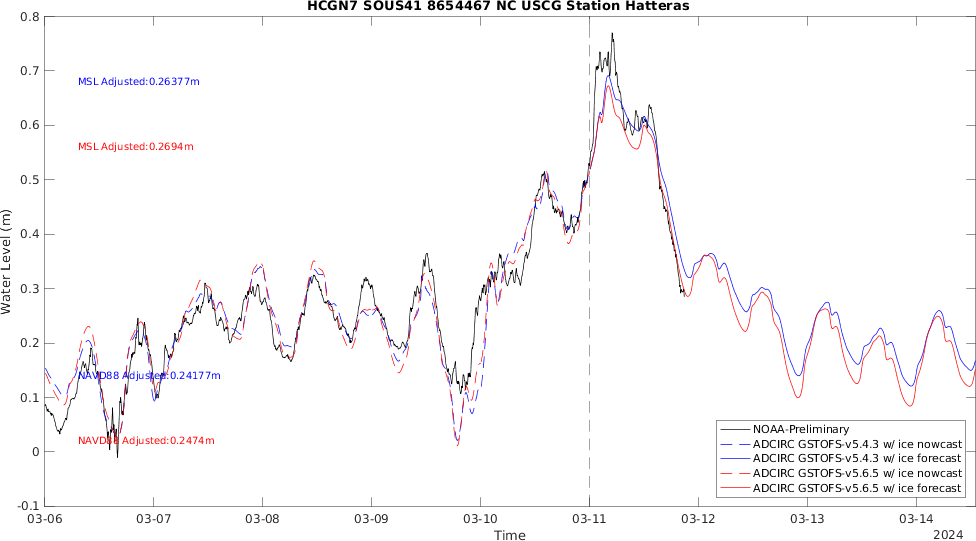 HCGN7 SOUS41 8654467 NC USCG Station Hatteras
0.8
0.7
0.6
0.5
0.4
0.3
0.2
0.1
0
-0.1
Water Level (m)
MSL Adjusted:0.26377m
MSL Adjusted:0.2694m
NAVD88 Adjusted:0.24177m
NAVD88 Adjusted:0.2474m
NOAA-Preliminary
ADCIRC GSTOFS-v5.4.3 w/ ice nowcast
ADCIRC GSTOFS-v5.4.3 w/ ice forecast
ADCIRC GSTOFS-v5.6.5 w/ ice nowcast
ADCIRC GSTOFS-v5.6.5 w/ ice forecast
03-06 03-07 03-08 03-09 03-10 03-11 03-12 03-13 03-14
Time
2024